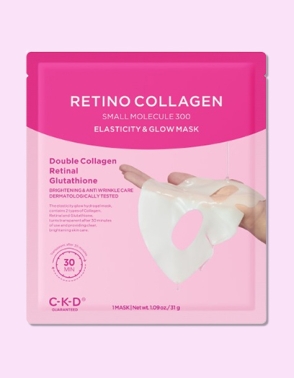 RETINO COLLAGEN
SMALL MOLECULE 300
ELASTICITY & GLOW MASK
Double Collagen
Retinal
Glutathione
BRIGHTENING & ANTI WRINKLE CARE
DERMATOLOGICALLY TESTED
30
MIN
C-K-D®
GUARANTEED
1 MASK | Net wt. 1.09 oz. / 31 g